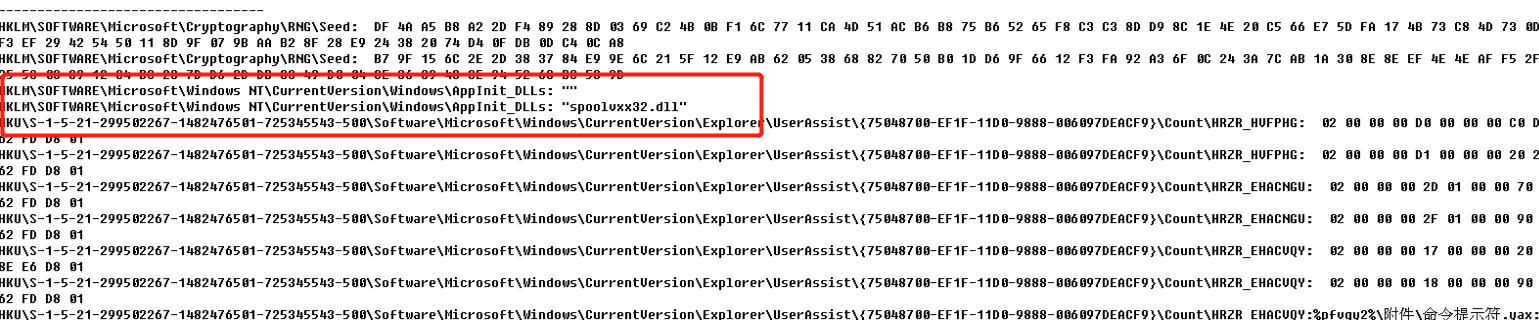 HKLM\SOFTWARE\Microsoft\Cryptography\RNG\Seed:  DF 4A A5 B8 A2 2D F4 89 28 8D 03 69 C2 4B 0B F1 6C 77 11 CA 4D 51 AC B6 B8 75 B6 52 65 F8 C3 C3 8D D9 8C 1E 4E 20 C5 66 E7 5D FA 17 4B 73 C8 4D 73 0D
F3 EF 29 42 54 50 11 8D 9F 07 9B AA B2 8F 28 E9 24 38 20 74 D4 0F DB 0D C4 0C A8
HKLM\SOFTWARE\Microsoft\Cryptography\RNG\Seed:  B7 9F 15 6C 2E 2D 38 37 84 E9 9E 6C 21 5F 12 E9 AB 62 05 38 68 82 70 50 B0 1D D6 9F 66 12 F3 FA 92 A3 6F 0C 24 3A 7C AB 1A 30 8E 8E EF 4E 4E AF F5 2F
HKLM\SOFTWARE\Microsoft\Windows NT\CurrentVersion\Windows\AppInit_DLLs: ""
HKLM\SOFTWARE\Microsoft\Windows NT\CurrentVersion\Windows\AppInit_DLLs: "spoolvxx32.dll"
HKU\S-1-5-21-299502267-1482476501-725345543-500\Software\Microsoft\Windows\CurrentVersion\Explorer\UserAssist\{75048700-EF1F-11D0-9888-006097DEACF9}\Count\HRZR_HVFPHG:  02 00 00 00 D0 00 00 00 C0 D
62 FD D8 01
HKU\S-1-5-21-299502267-1482476501-725345543-500\Software\Microsoft\Windows\CurrentVersion\Explorer\UserAssist\{75048700-EF1F-11D0-9888-006097DEACF9}\Count\HRZR_HVFPHG:  02 00 00 00 D1 00 00 00 20 2
62 FD D8 01
HKU\S-1-5-21-299502267-1482476501-725345543-500\Software\Microsoft\Windows\CurrentVersion\Explorer\UserAssist\{75048700-EF1F-11D0-9888-006097DEACF9}\Count\HRZR_EHACNGU:  02 00 00 00 2D 01 00 00 70
62 FD D8 01
HKU\S-1-5-21-299502267-1482476501-725345543-500\Software\Microsoft\Windows\CurrentVersion\Explorer\UserAssist\{75048700-EF1F-11D0-9888-006097DEACF9}\Count\HRZR_EHACNGU:  02 00 00 00 2F 01 00 00 90
62 FD D8 01
HKU\S-1-5-21-299502267-1482476501-725345543-500\Software\Microsoft\Windows\CurrentVersion\Explorer\UserAssist\{75048700-EF1F-11D0-9888-006097DEACF9}\Count\HRZR_EHACVQY:  02 00 00 00 17 00 00 00 20
8E E6 D8 01
HKU\S-1-5-21-299502267-1482476501-725345543-500\Software\Microsoft\Windows\CurrentVersion\Explorer\UserAssist\{75048700-EF1F-11D0-9888-006097DEACF9}\Count\HRZR_EHACVQY:  02 00 00 00 18 00 00 00 90
62 FD D8 01
HKU\S-1-5-21-299502267-1482476501-725345543-500\Software\Microsoft\Windows\CurrentVersion\Explorer\UserAssist\{75048700-EF1F-11D0-9888-006097DEACF9}\Count\HRZR_EHACVQY:%pfvqy2%\附件\命令提示符.yax: